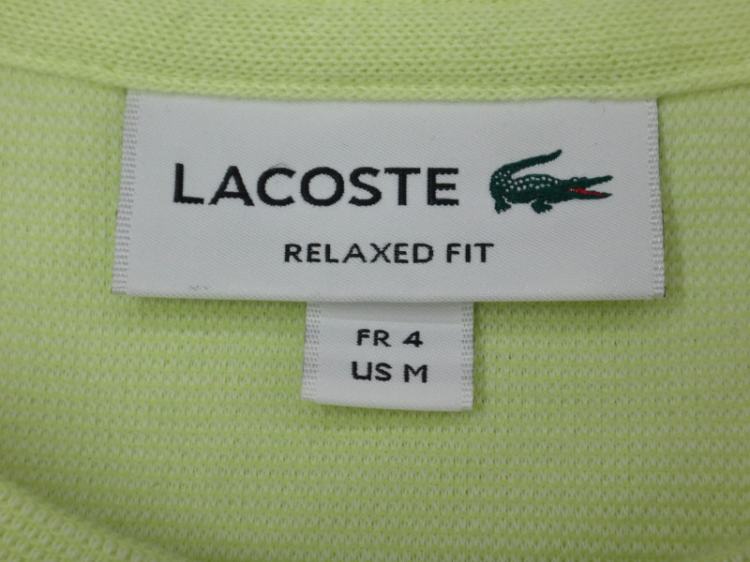 LACOSTE
RELAXED FIT
FR 4
US M